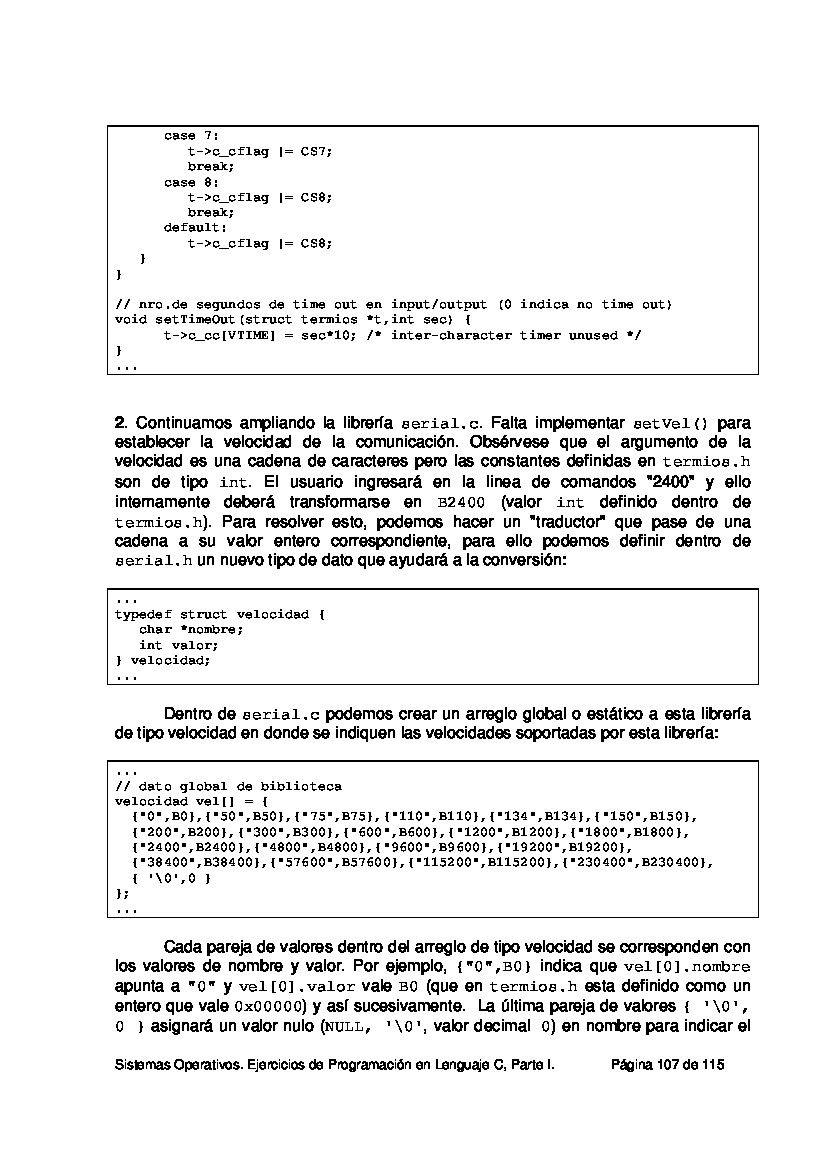 case 7:
t->c_cflag |= CS7;
break;
case 8:
t->c_cflag |= CS8;
break;
default:
t->c_cflag |= CS8;
}
}
// nro.de segundos de time out en input/output (0 indica no time out)
void setTimeOut(struct termios *t,int sec) {
t->c_cc[VTIME] = sec*10; /* inter-character timer unused */
}
...
2. Continuamos ampliando la librería serial.c. Falta implementar setVel() para
establecer la velocidad de la comunicación. Obsérvese que el argumento de la
velocidad es una cadena de caracteres pero las constantes definidas en termios.h
son de tipo int. El usuario ingresará en la linea de comandos "2400" y ello
internamente deberá transformarse en B2400 (valor int definido dentro de
termios.h). Para resolver esto, podemos hacer un "traductor" que pase de una
cadena a su valor entero correspondiente, para ello podemos definir dentro de
serial.h un nuevo tipo de dato que ayudará a la conversión:
...
typedef struct velocidad {
char *nombre;
int valor;
} velocidad;
...
Dentro de serial.c podemos crear un arreglo global o estático a esta librería
de tipo velocidad en donde se indiquen las velocidades soportadas por esta librería:
...
// dato global de biblioteca
velocidad vel[] = {
{"0",B0},{"50",B50},{"75",B75},{"110",B110},{"134",B134},{"150",B150},
{"200",B200},{"300",B300},{"600",B600},{"1200",B1200},{"1800",B1800},
{"2400",B2400},{"4800",B4800},{"9600",B9600},{"19200",B19200},
{"38400",B38400},{"57600",B57600},{"115200",B115200},{"230400",B230400},
{ '\0',0 }
};
...
Cada pareja de valores dentro del arreglo de tipo velocidad se corresponden con
los valores de nombre y valor. Por ejemplo, {"0",B0} indica que vel[0].nombre
apunta a "0" y vel[0].valor vale B0 (que en termios.h esta definido como un
entero que vale 0x00000) y así sucesivamente. La última pareja de valores { '\0',
0 } asignará un valor nulo (NULL, '\0', valor decimal 0) en nombre para indicar el
Sistemas Operativos. Ejercicios de Programación en Lenguaje C, Parte I. Página 107 de 115